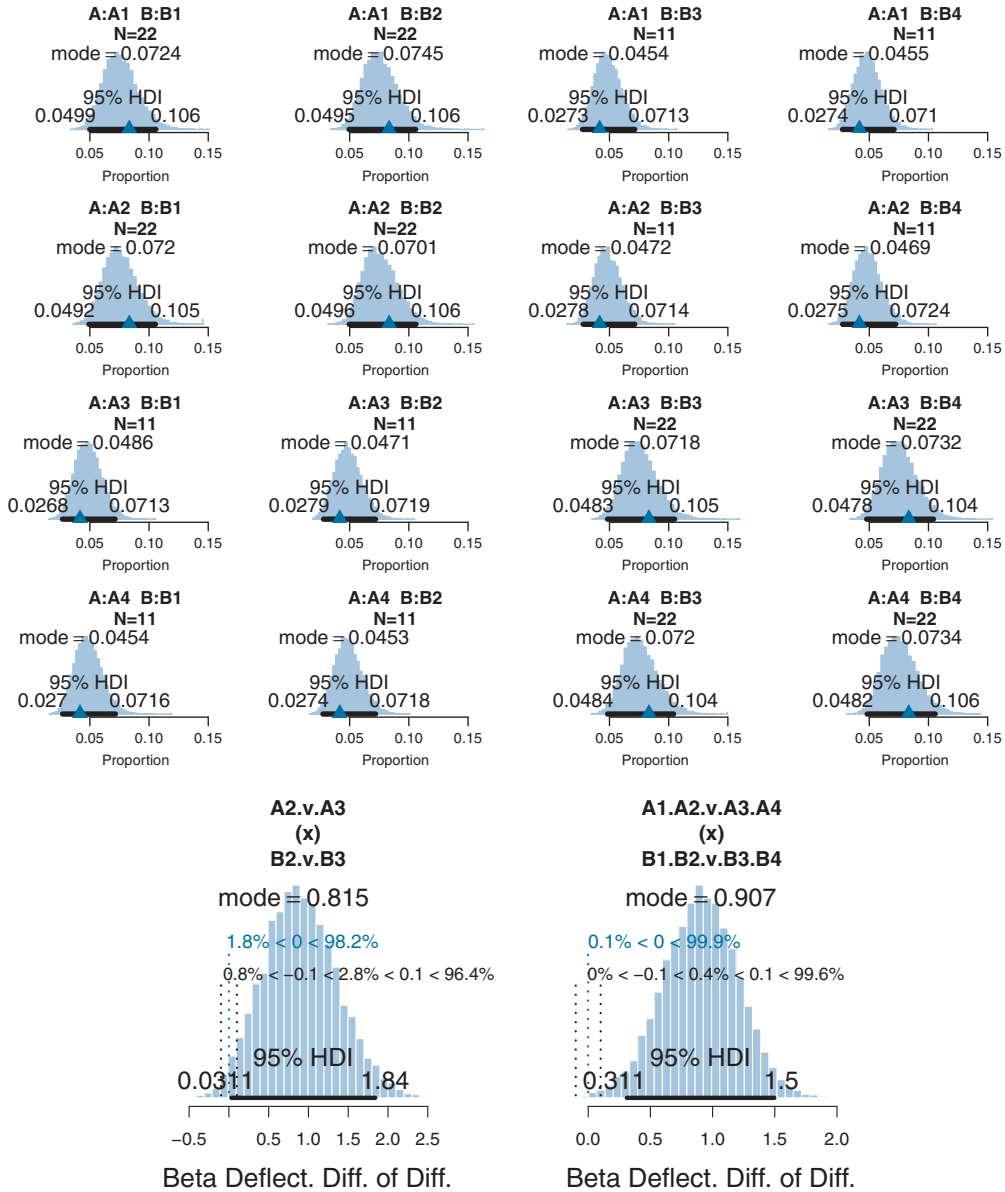 A:A1 B:B1
N=22
mode = 0.0724
95% HDI
0.0499 0.106
0.05 0.10 0.15
Proportion
A:A1 B:B2
N=22
mode = 0.0745
95% HDI
0.0495 0.106
0.05 0.10 0.15
Proportion
A:A1 B:B3
N=11
mode = 0.0454
95% HDI
0.0273 0.0713
0.05 0.10 0.15
Proportion
A:A1 B:B4
N=11
mode = 0.0455
95% HDI
0.0274 0.071
0.05 0.10 0.15
Proportion
A:A2 B:B1
N=22
mode = 0.072
95% HDI
0.0492 0.105
0.05 0.10 0.15
Proportion
A:A2 B:B2
N=22
mode = 0.0701
95% HDI
0.0496 0.106
0.05 0.10 0.15
Proportion
A:A2 B:B3
N=11
mode = 0.0472
95% HDI
0.0278 0.0714
0.05 0.10 0.15
Proportion
A:A2 B:B4
N=11
mode = 0.0469
95% HDI
0.0275 0.0724
0.05 0.10 0.15
Proportion
A:A3 B:B1
N=11
mode = 0.0486
95% HDI
0.0268 0.0713
0.05 0.10 0.15
Proportion
A:A3 B:B2
N=11
mode = 0.0471
95% HDI
0.0279 0.0719
0.05 0.10 0.15
Proportion
A:A3 B:B3
N=22
mode = 0.0718
95% HDI
0.0483 0.105
0.05 0.10 0.15
Proportion
A:A3 B:B4
N=22
mode = 0.0732
95% HDI
0.0478 0.104
0.05 0.10 0.15
Proportion
A:A4 B:B1
N=11
mode = 0.0454
95% HDI
0.027 0.0716
0.05 0.10 0.15
Proportion
A:A4 B:B2
N=11
mode = 0.0453
95% HDI
0.0274 0.0718
0.05 0.10 0.15
Proportion
A:A4 B:B3
N=22
mode = 0.072
95% HDI
0.0484 0.104
0.05 0.10 0.15
Proportion
A:A4 B:B4
N=22
mode = 0.0734
95% HDI
0.0482 0.106
0.05 0.10 0.15
Proportion
A2.v.A3
(x)
B2.v.B3
mode = 0.815
1.8% < 0 < 98.2%
0.8% < −0.1 < 2.8% < 0.1 < 96.4%
95% HDI
0.0311 1.84
−0.5 0.5 1.0 1.5 2.0 2.5
Beta Deflect. Diff. of Diff.
A1.A2.v.A3.A4
(x)
B1.B2.v.B3.B4
mode = 0.907
0.1% < 0 < 99.9%
0% < −0.1 < 0.4% < 0.1 < 99.6%
95% HDI
0.311 1.5
0.0 0.5 1.0 1.5 2.0
Beta Deflect. Diff. of Diff.